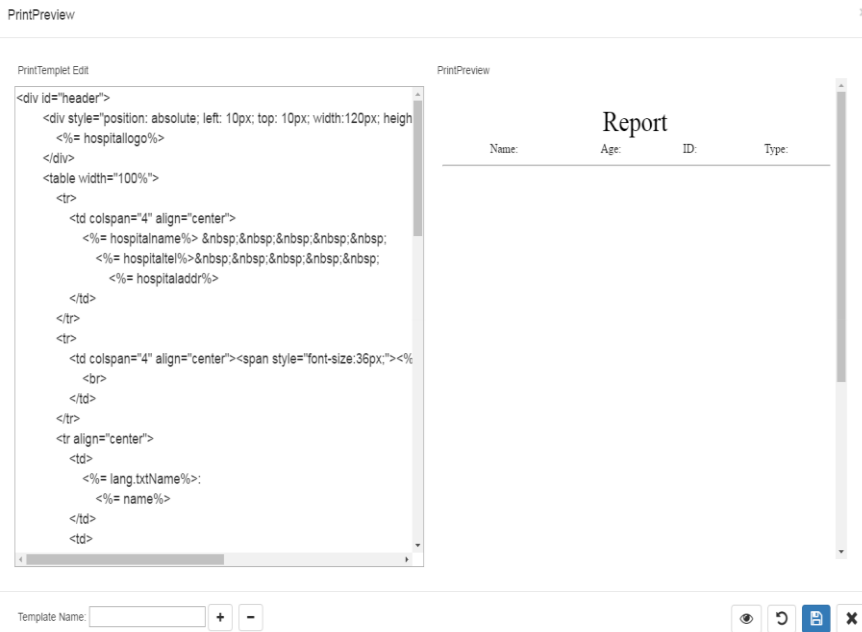 PrintPreview
PrintTemplet Edit
PrintPreview
<div id="header">
<div style="position: absolute; left: 10px; top: 10px; width:120px; heigh
<%= hospitallogo%>
</div>
<table width="100%">
<tr>
<td colspan="4" align="center">
<%= hospitalname%> &nbsp;&nbsp;&nbsp;&nbsp;&nbsp;
<%= hospitaltel%>&nbsp;&nbsp;&nbsp;&nbsp;&nbsp;
<%= hospitaladdr%>
</td>
</tr>
<tr>
<td colspan="4" align="center"><span style="font-size:36px;"><%
<br>
</td>
</tr>
<tr align="center">
<td>
<%= lang.txtName%>:
<%= name%>
</td>
<td>
Report
Name: Age: ID: Type:
Template Name: + -